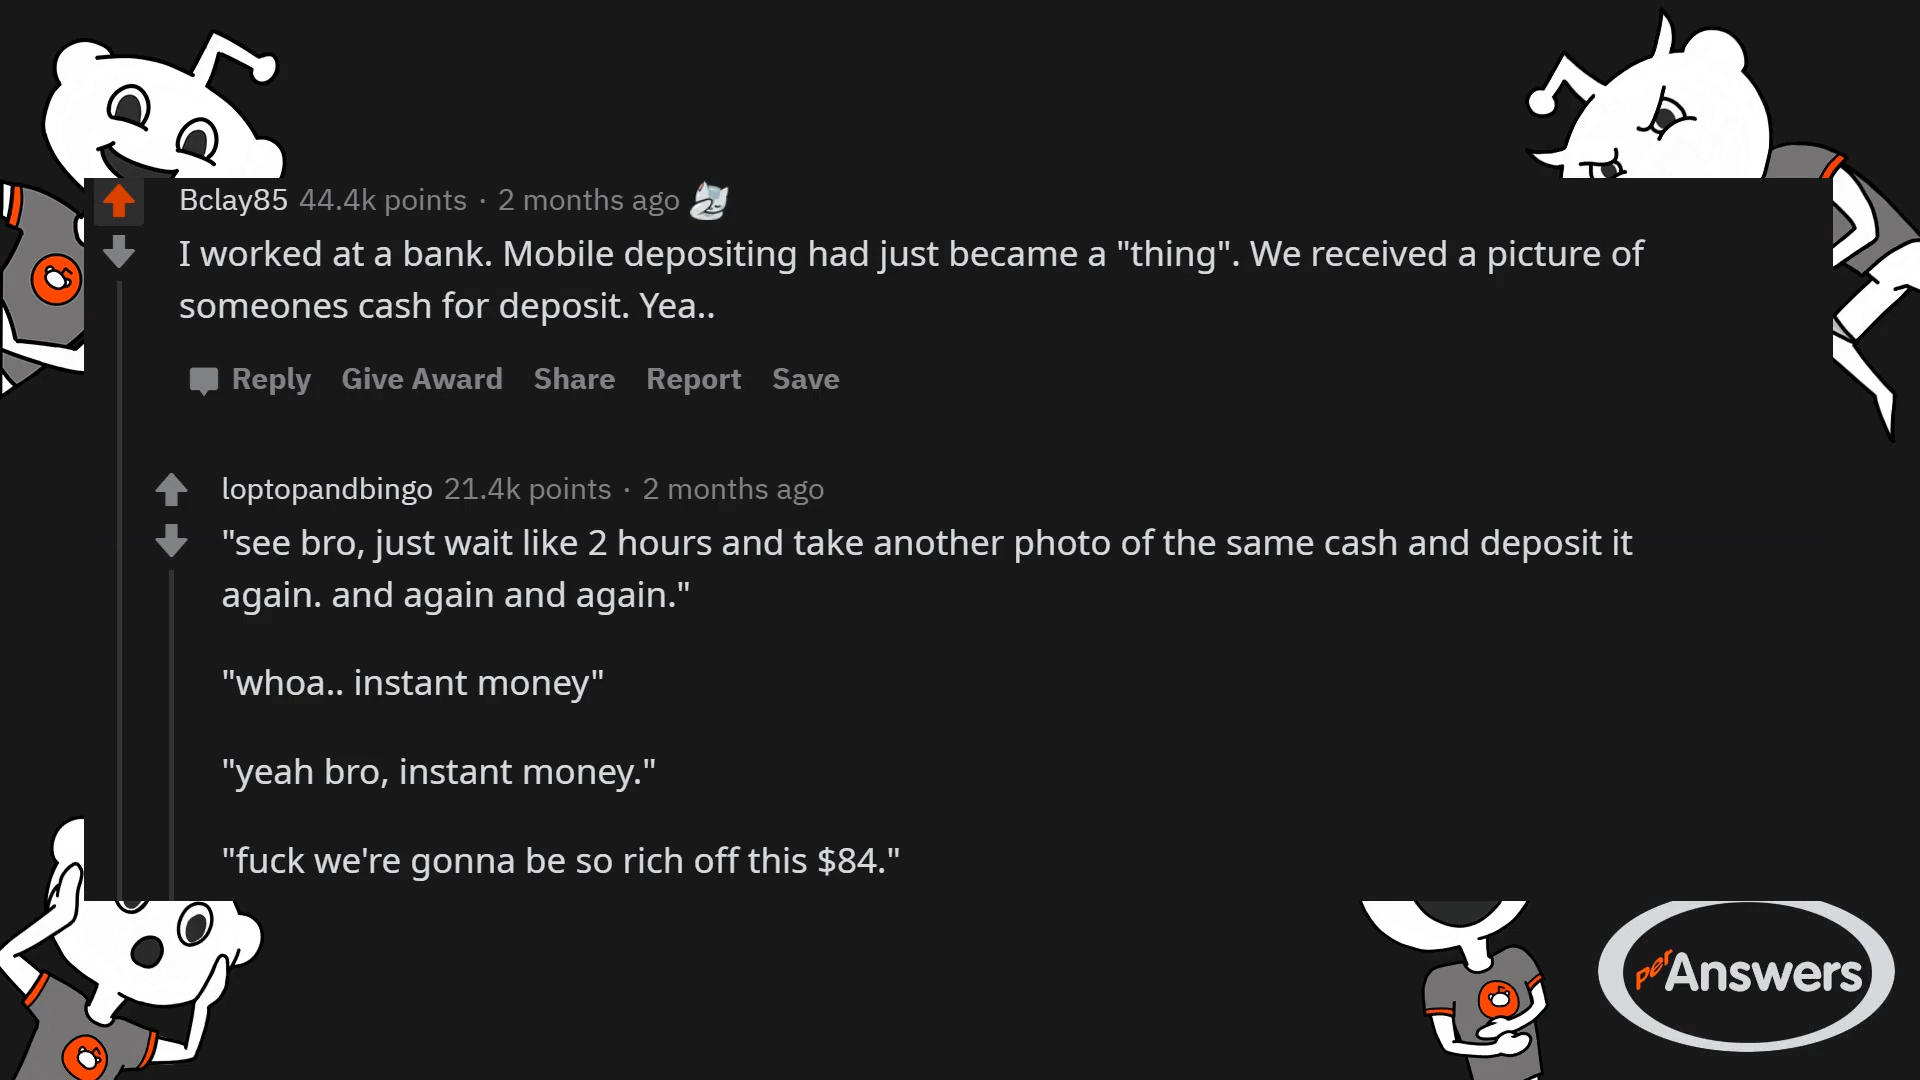 Bclay85 44.4k points · 2 months ago
I worked at a bank. Mobile depositing had just became a "thing". We received a picture of
someones cash for deposit. Yea..
Reply Give Award Share Report Save
loptopandbingo 21.4k points · 2 months ago
"see bro, just wait like 2 hours and take another photo of the same cash and deposit it
again. and again and again."
"whoa.. instant money"
"yeah bro, instant money."
"fuck we're gonna be so rich off this $84."
perAnswers